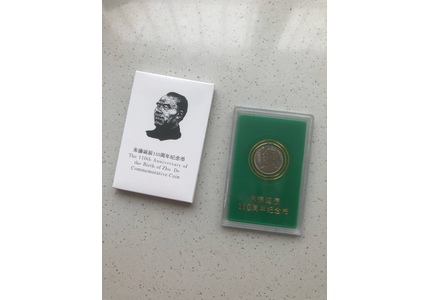 朱德诞辰110周年纪念币
The 110th Anniversary of
the Birth of Zhu De
Commemorative Coin
朱德诞辰
110周年纪念币